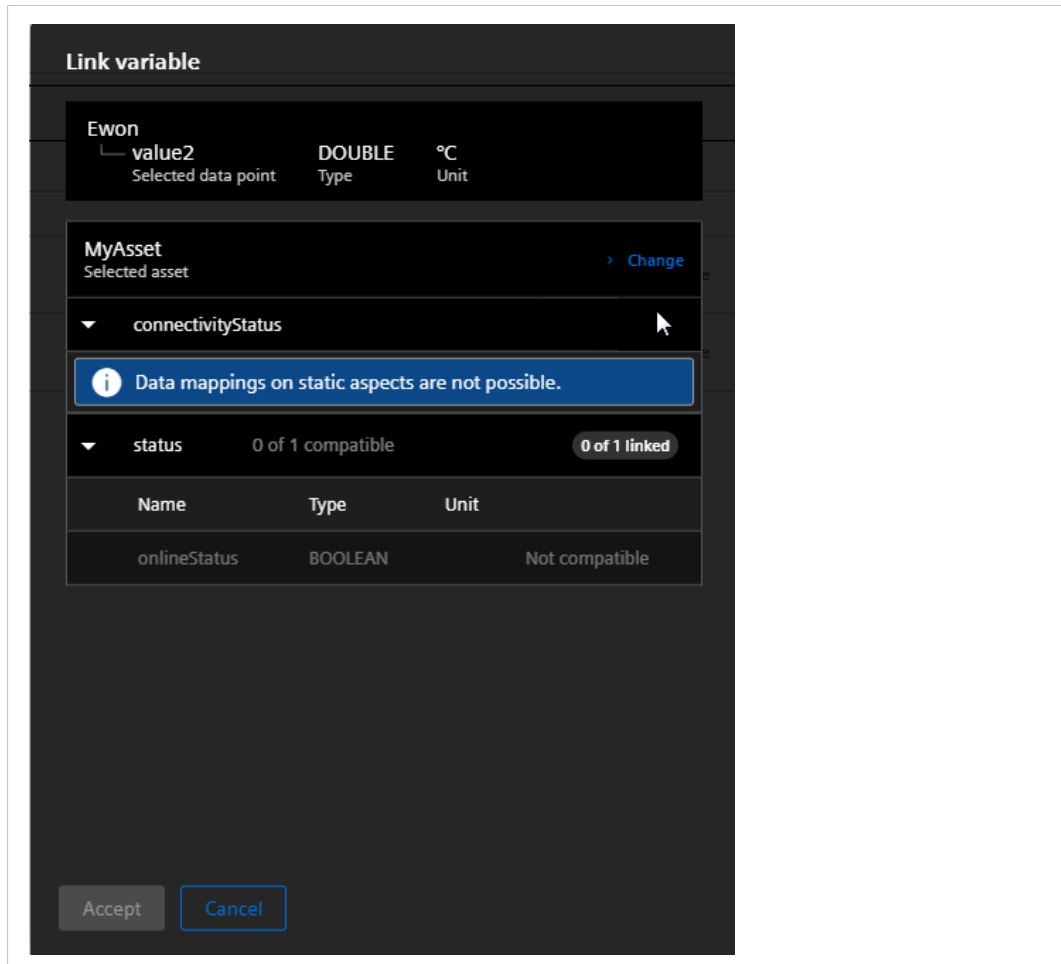 Link variable
Ewon
value2 DOUBLE °C
Selected data point Type Unit
MyAsset
Selected asset
Change
connectivityStatus
Data mappings on static aspects are not possible.
status 0 of 1 compatible 0 of 1 linked
Name Type Unit
onlineStatus BOOLEAN Not compatible
Accept Cancel